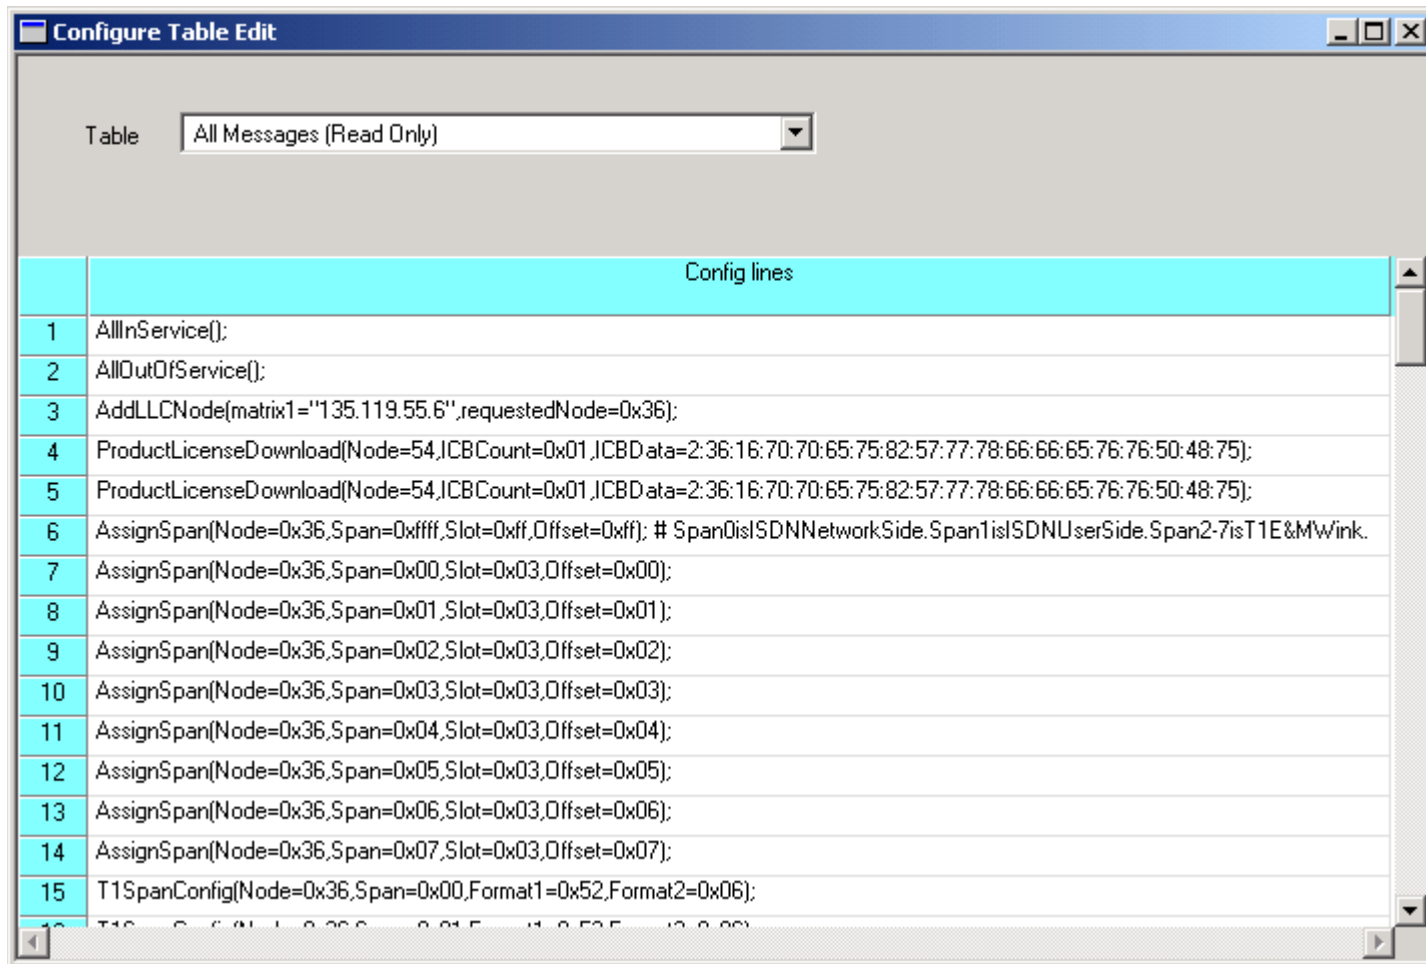 Configure Table Edit
Table All Messages (Read Only)
Config lines
1 AllInService();
2 AllOutOfService();
3 AddLLCNode(matrix1="135.119.55.6",requestedNode=0x36);
4 ProductLicenseDownload(Node=54,ICBCount=0x01,ICBData=2:36:16:70:70:65:75:82:57:77:78:66:66:65:76:76:50:48:75);
5 ProductLicenseDownload(Node=54,ICBCount=0x01,ICBData=2:36:16:70:70:65:75:82:57:77:78:66:66:65:76:76:50:48:75);
6 AssignSpan(Node=0x36,Span=0xffff,Slot=0xff,Offset=0xff); # Span0isISDNNetworkSide.Span1isISDNUserSide.Span2-7isT1E&MWink.
7 AssignSpan(Node=0x36,Span=0x00,Slot=0x03,Offset=0x00);
8 AssignSpan(Node=0x36,Span=0x01,Slot=0x03,Offset=0x01);
9 AssignSpan(Node=0x36,Span=0x02,Slot=0x03,Offset=0x02);
10 AssignSpan(Node=0x36,Span=0x03,Slot=0x03,Offset=0x03);
11 AssignSpan(Node=0x36,Span=0x04,Slot=0x03,Offset=0x04);
12 AssignSpan(Node=0x36,Span=0x05,Slot=0x03,Offset=0x05);
13 AssignSpan(Node=0x36,Span=0x06,Slot=0x03,Offset=0x06);
14 AssignSpan(Node=0x36,Span=0x07,Slot=0x03,Offset=0x07);
15 T1SpanConfig(Node=0x36,Span=0x00,Format1=0x52,Format2=0x06);